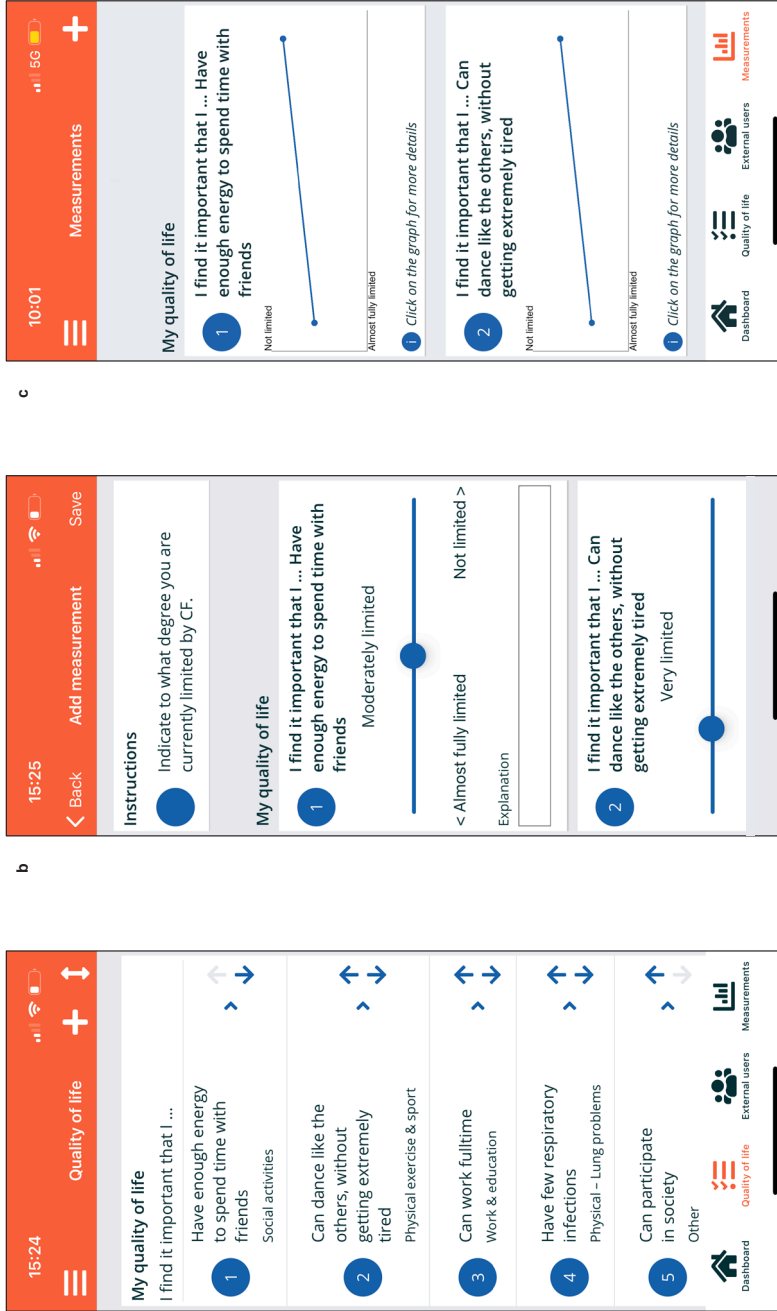 15:24
Quality of life
My quality of life
I find it important that I ...
1
Have enough energy
to spend time with
friends
Social activities
2
Can dance like the
others, without
getting extremely
tired
Physical exercise & sport
3
Can work fulltime
Work & education
4
Have few respiratory
infections
Physical – Lung problems
5
Can participate
in society
Other
Dashboard
Quality of life
External users
Measurements
b
15:25
Back
Add measurement
Save
Instructions
Indicate to what degree you are
currently limited by CF.
My quality of life
1
I find it important that I ... Have
enough energy to spend time with
friends
Moderately limited
< Almost fully limited
Not limited >
Explanation
2
I find it important that I ... Can
dance like the others, without
getting extremely tired
Very limited
c
10:01
5G
Measurements
My quality of life
1
I find it important that I ... Have
enough energy to spend time with
friends
Not limited
Almost fully limited
i Click on the graph for more details
2
I find it important that I ... Can
dance like the others, without
getting extremely tired
Not limited
Almost fully limited
i Click on the graph for more details
Dashboard
Quality of life
External users
Measurements